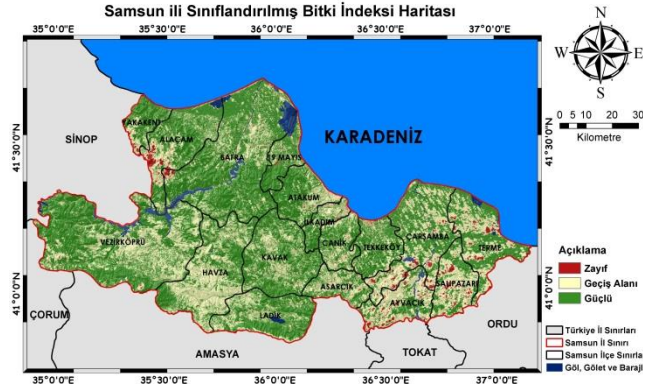 Samsun ili Sınıflandırılmış Bitki İndeksi Haritası
35°0'0"E 35°30'0"E 36°0'0"E 36°30'0"E 37°0'0"E
N
W E
S
0 5 10 20 30
Kilometre
41°30'0"N
41°0'0"N
SİNOP
KARADENİZ
YAKAKENT
ALAÇAM
BAFRA
19 MAYIS
ATAKUM
İLKADIM
CANİK
TEKKEKÖY
ÇARŞAMBA
TERME
VEZİRKÖPRÜ
HAVZA
KAVAK
ASARCIK
AYVACIK
SALIPAZARI
LADİK
ÇORUM
AMASYA
TOKAT
ORDU
Açıklama
Zayıf
Geçiş Alanı
Güçlü
Türkiye İl Sınırları
Samsun İl Sınırı
Samsun İlçe Sınırla
Göl, Gölet ve Barajl
41°30'0"N
41°0'0"N
35°0'0"E 35°30'0"E 36°0'0"E 36°30'0"E 37°0'0"E